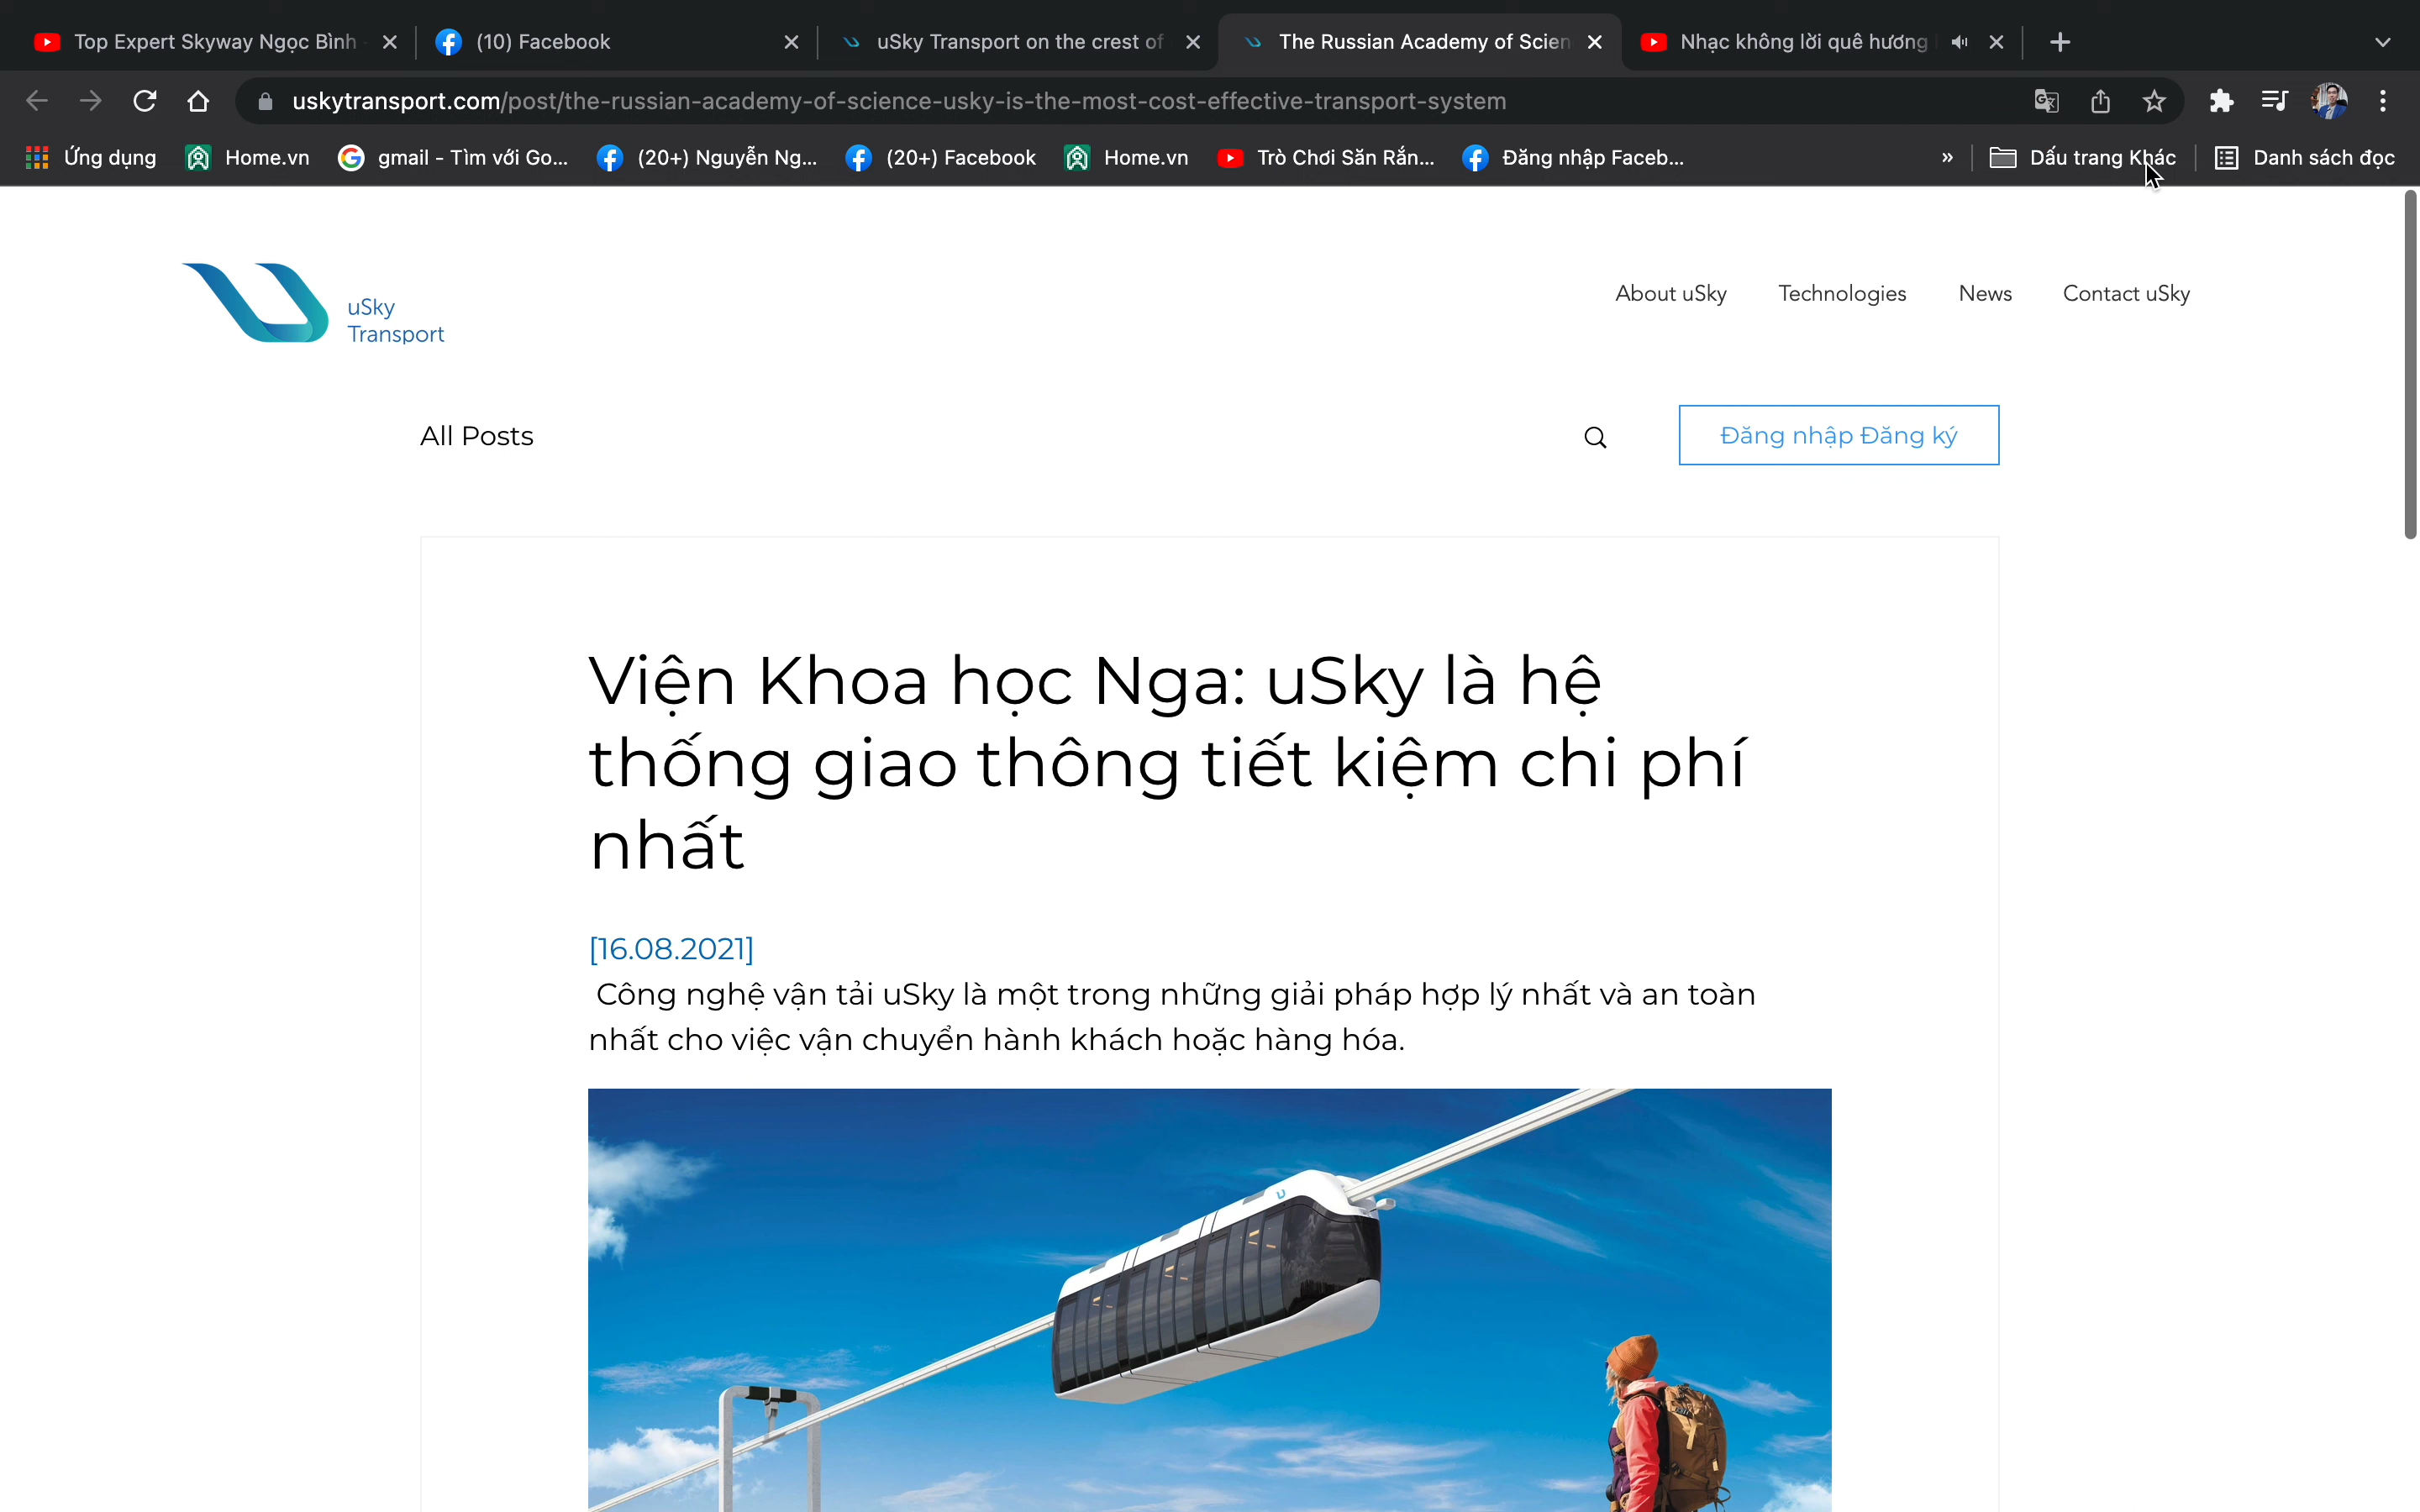 Top Expert Skyway Ngọc Bình
(10) Facebook
uSky Transport on the crest of
The Russian Academy of Scien
Nhạc không lời quê hương
uskytransport.com/post/the-russian-academy-of-science-usky-is-the-most-cost-effective-transport-system
Ứng dụng
Home.vn
gmail - Tìm với Go...
(20+) Nguyễn Ng...
(20+) Facebook
Home.vn
Trò Chơi Săn Rắn...
Đăng nhập Faceb...
»
Dấu trang Khác
Danh sách đọc
uSky
Transport
About uSky
Technologies
News
Contact uSky
All Posts
Đăng nhập Đăng ký
Viện Khoa học Nga: uSky là hệ
thống giao thông tiết kiệm chi phí
nhất
[16.08.2021]
Công nghệ vận tải uSky là một trong những giải pháp hợp lý nhất và an toàn
nhất cho việc vận chuyển hành khách hoặc hàng hóa.